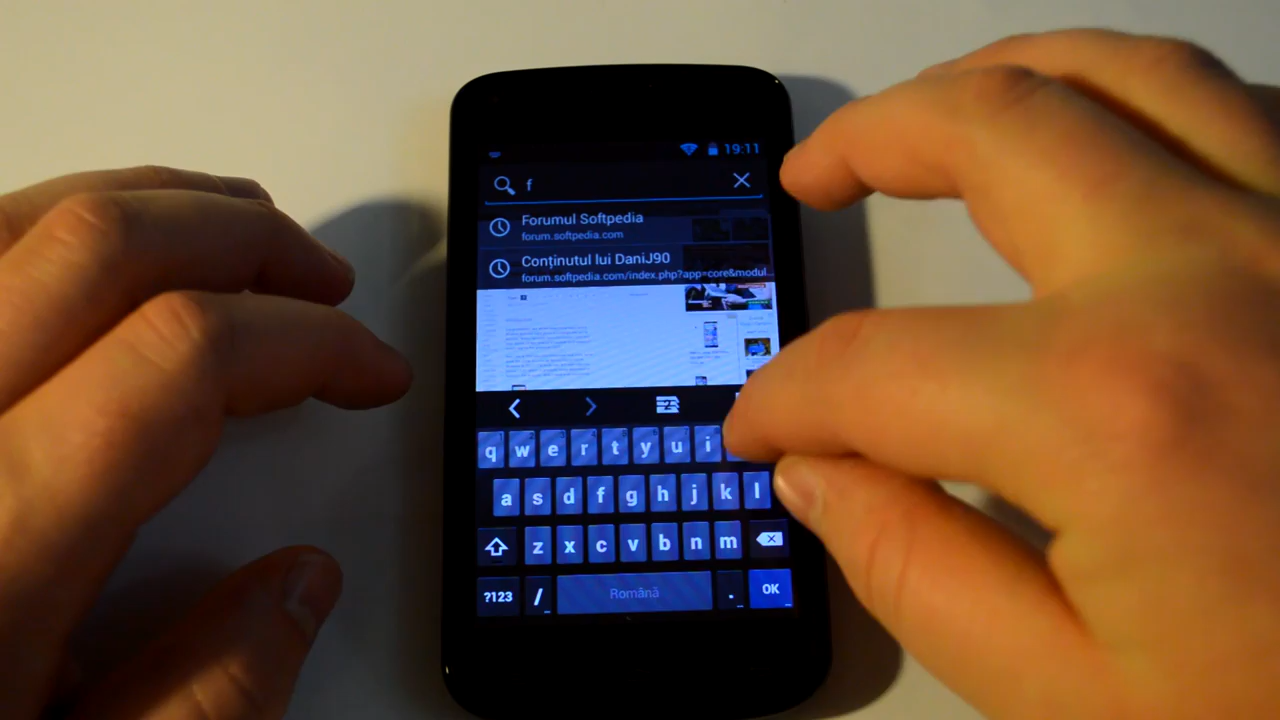 19:11
f
Forumul Softpedia
forum.softpedia.com
Conținutul lui DaniJ90
forum.softpedia.com/index.php?app=core&modul..
q w e r t y u i
a s d f g h j k l
z x c v b n m
?123 / Română . OK